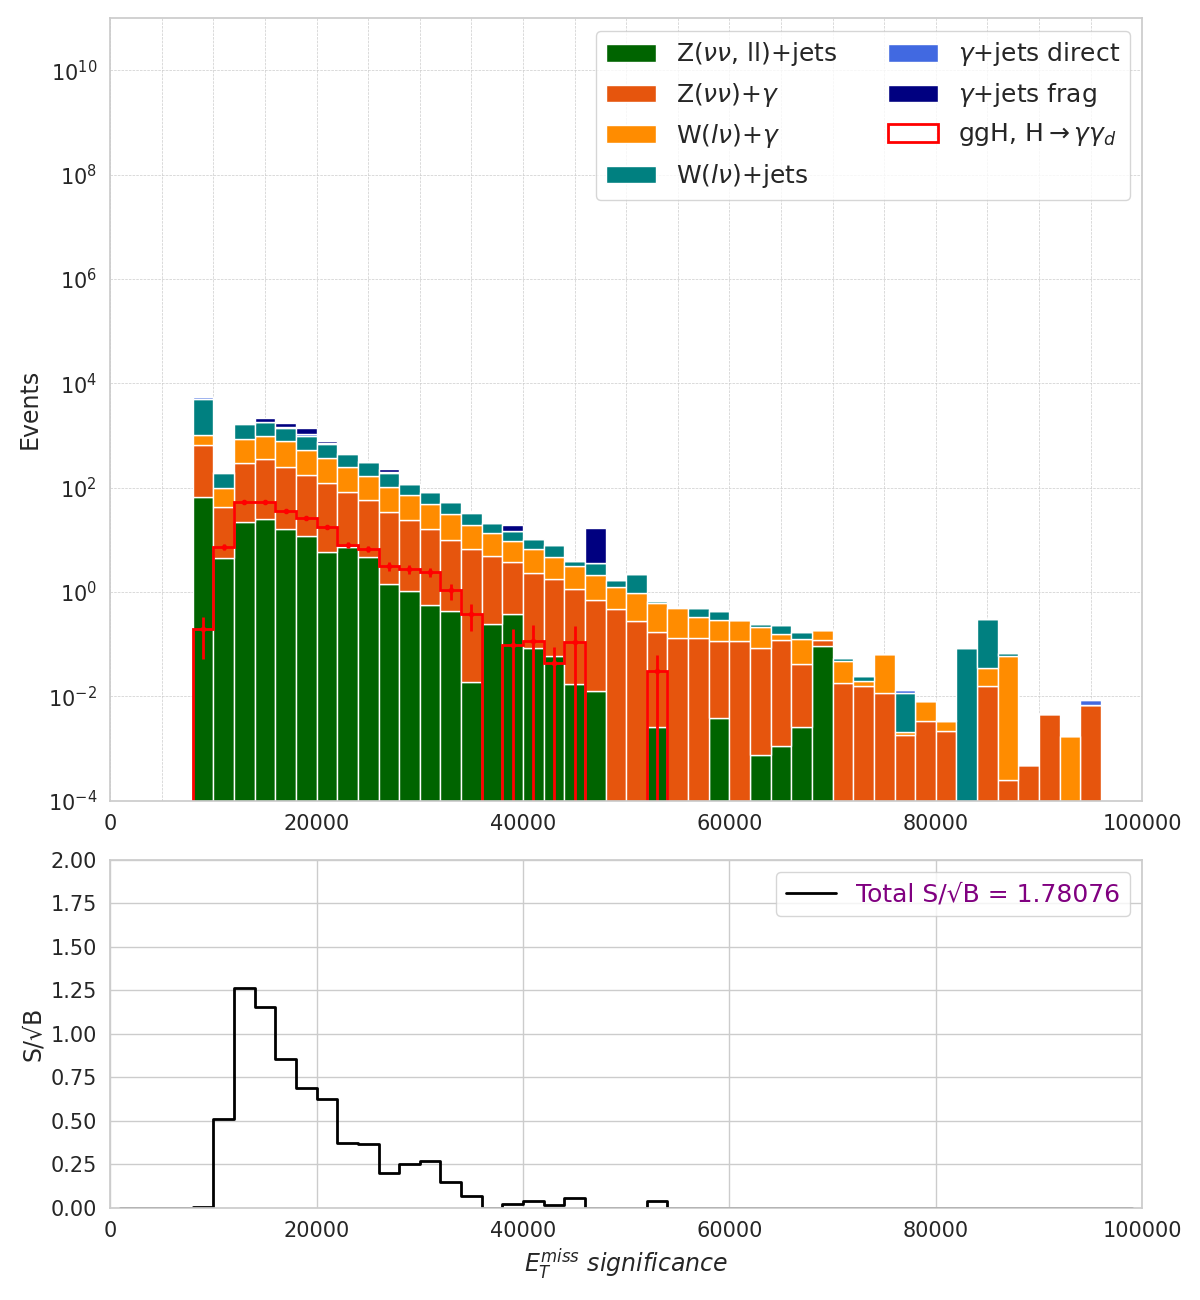 Z(νν, ll)+jets
Z(νν)+γ
W(lν)+γ
W(lν)+jets
γ+jets direct
γ+jets frag
ggH, H→γγ_d
Events
10^10
10^8
10^6
10^4
10^2
10^0
10^−2
10^−4
0 20000 40000 60000 80000 100000
Total S/√B = 1.78076
S/√B
2.00
1.75
1.50
1.25
1.00
0.75
0.50
0.25
0.00
0 20000 40000 60000 80000 100000
E_T^miss significance